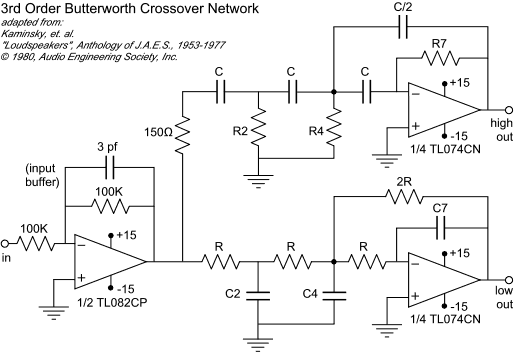 3rd Order Butterworth Crossover Network
adapted from:
Kaminsky, et. al.
"Loudspeakers", Anthology of J.A.E.S., 1953-1977
© 1980, Audio Engineering Society, Inc.
C/2
R7
C
C
C
+15
-15
150Ω
R2
R4
high
out
1/4 TL074CN
3 pf
(input
buffer)
100K
100K
in
+15
-15
1/2 TL082CP
2R
C7
R
R
R
+15
-15
C2
C4
low
out
1/4 TL074CN